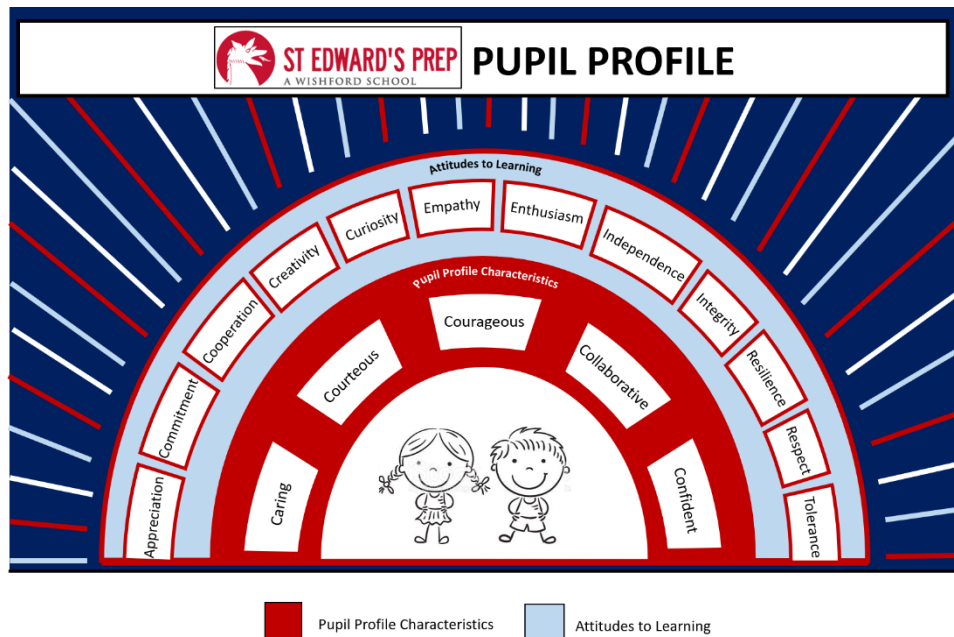 ST EDWARD'S PREP
A WISHFORD SCHOOL
PUPIL PROFILE
Attitudes to Learning
Appreciation
Commitment
Cooperation
Creativity
Curiosity
Empathy
Enthusiasm
Independence
Integrity
Resilience
Respect
Tolerance
Pupil Profile Characteristics
Caring
Courteous
Courageous
Collaborative
Confident
Pupil Profile Characteristics
Attitudes to Learning